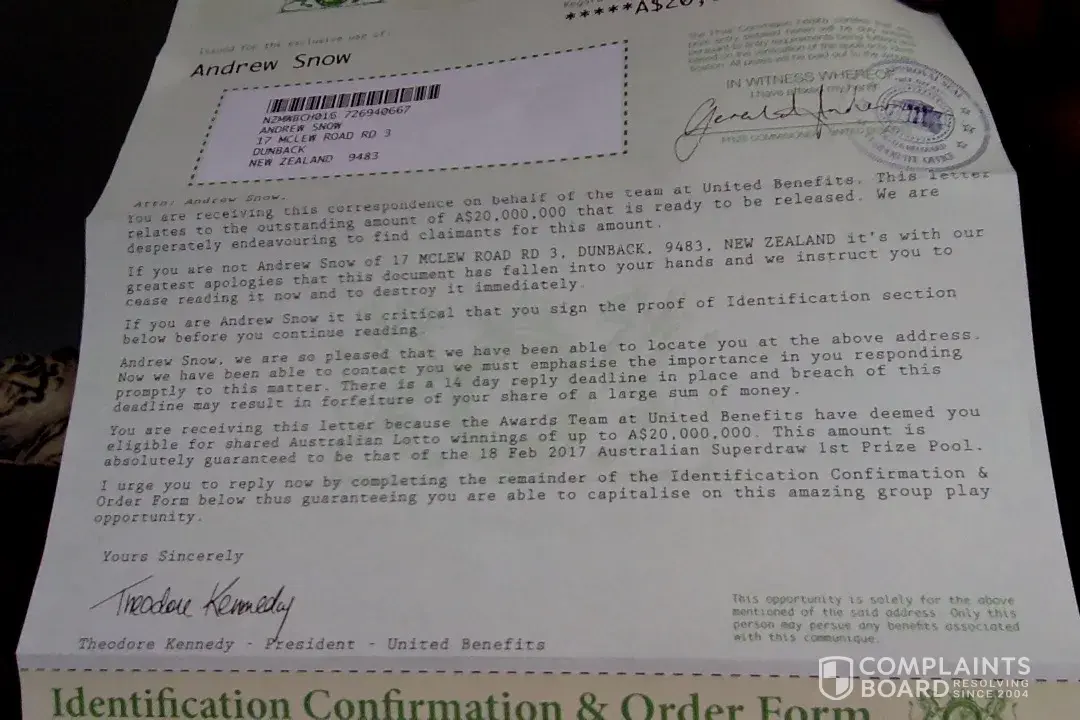 *****A$20,
Issued for the exclusive use of:
Andrew Snow
IN WITNESS WHEREOF
NZMWBCH016 726940667
ANDREW SNOW
17 MCLEW ROAD RD 3
DUNBACK
NEW ZEALAND 9483
Attn: Andrew Snow.
You are receiving this correspondence on behalf of the team at United Benefits. This letter
relates to the outstanding amount of A$20,000,000 that is ready to be released. We are
desperately endeavouring to find claimants for this amount.
If you are not Andrew Snow of 17 MCLEW ROAD RD 3, DUNBACK, 9483, NEW ZEALAND it's with our
greatest apologies that this document has fallen into your hands and we instruct you to
cease reading it now and to destroy it immediately.
If you are Andrew Snow it is critical that you sign the proof of Identification section
below before you continue reading.
Andrew Snow, we are so pleased that we have been able to locate you at the above address.
Now we have been able to contact you we must emphasise the importance in you responding
promptly to this matter. There is a 14 day reply deadline in place and breach of this
deadline may result in forfeiture of your share of a large sum of money.
You are receiving this letter because the Awards Team at United Benefits have deemed you
eligible for shared Australian Lotto winnings of up to A$20,000,000. This amount is
absolutely guaranteed to be that of the 18 Feb 2017 Australian Superdraw 1st Prize Pool.
I urge you to reply now by completing the remainder of the Identification Confirmation &
Order Form below thus guaranteeing you are able to capitalise on this amazing group play
opportunity.
Yours Sincerely
Theodore Kennedy
Theodore Kennedy - President - United Benefits
This opportunity is solely for the above
mentioned of the said address. Only this
person may persue any benefits associated
with this communique.
Identification Confirmation & Order Form
COMPLAINTS
BOARD RESOLVING SINCE 2004